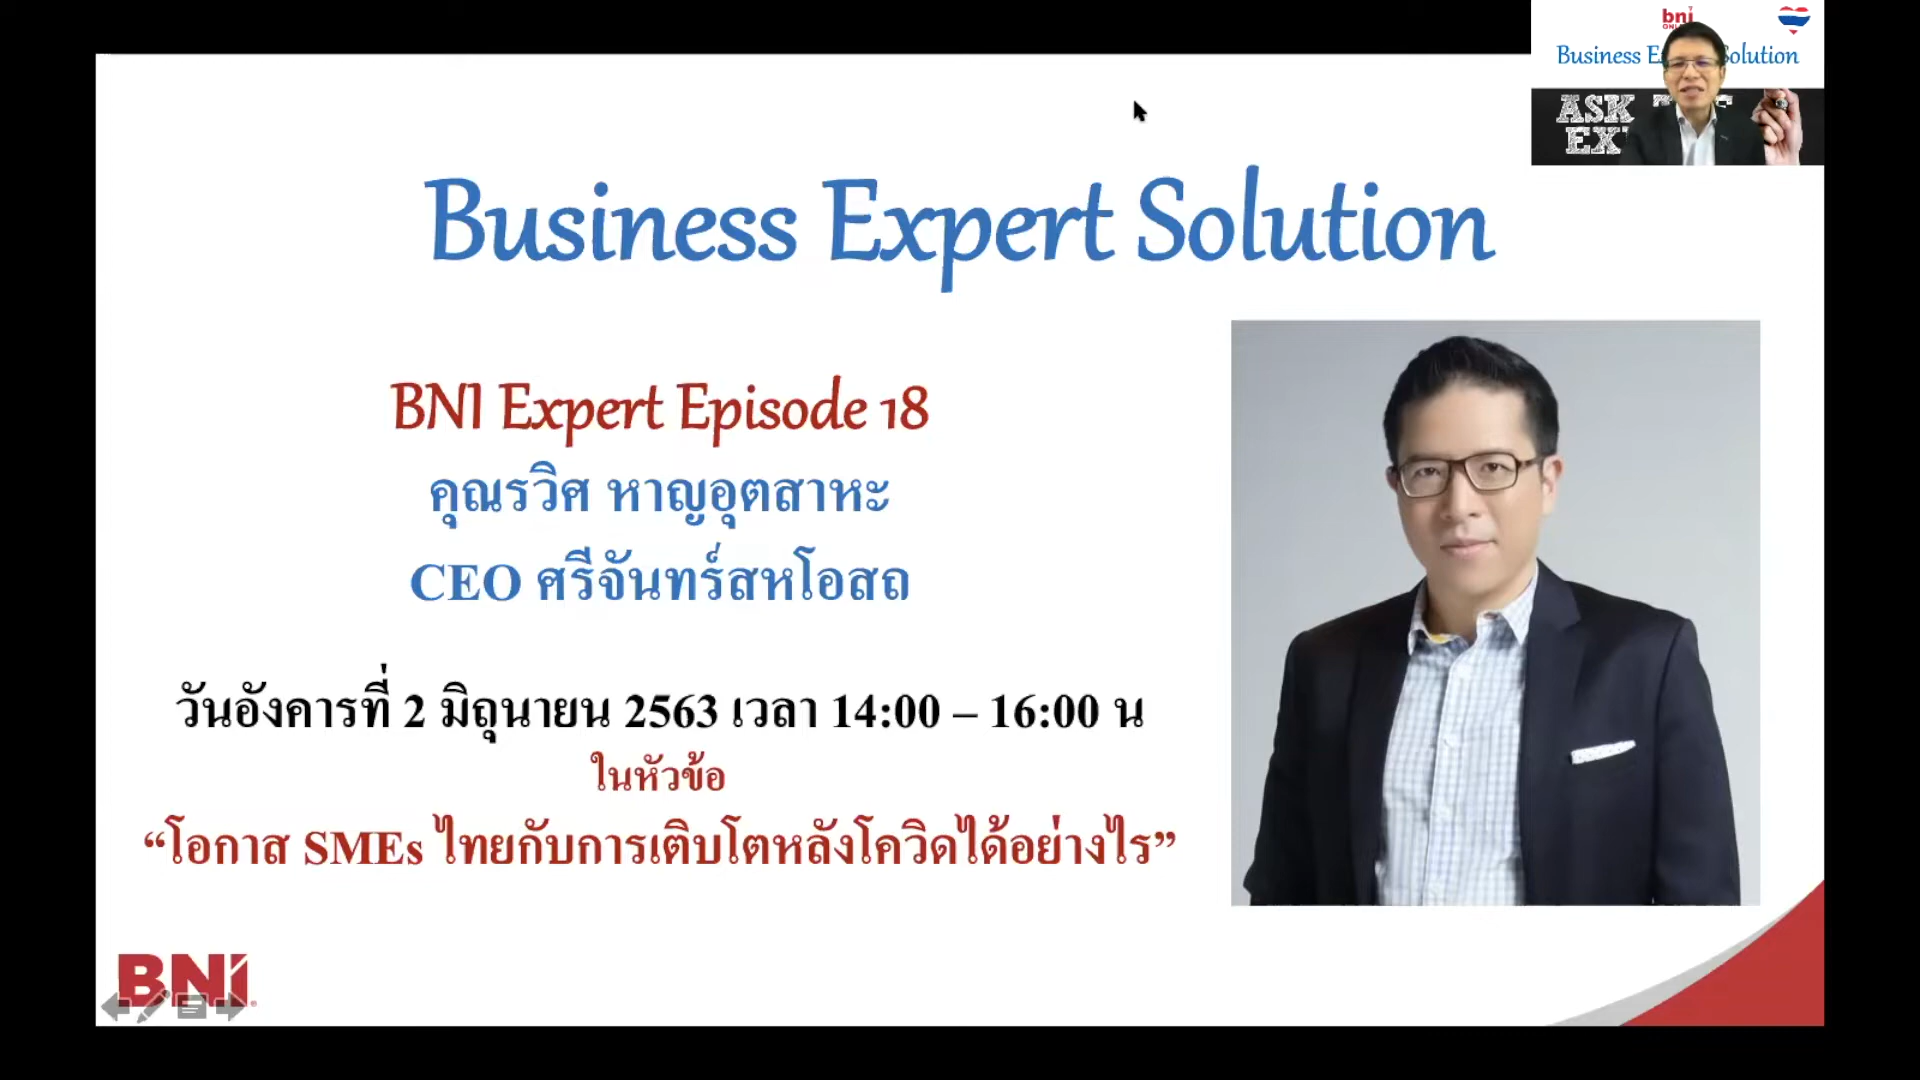 bni
Business E Solution
ASK
EX
Business Expert Solution
BNI Expert Episode 18
คุณรวิศ หาญอุตสาหะ
CEO ศรีจันทร์สหโอสถ
วันอังคารที่ 2 มิถุนายน 2563 เวลา 14:00 – 16:00 น
ในหัวข้อ
“โอกาส SMEs ไทยกับการเติบโตหลังโควิดได้อย่างไร”
BNI